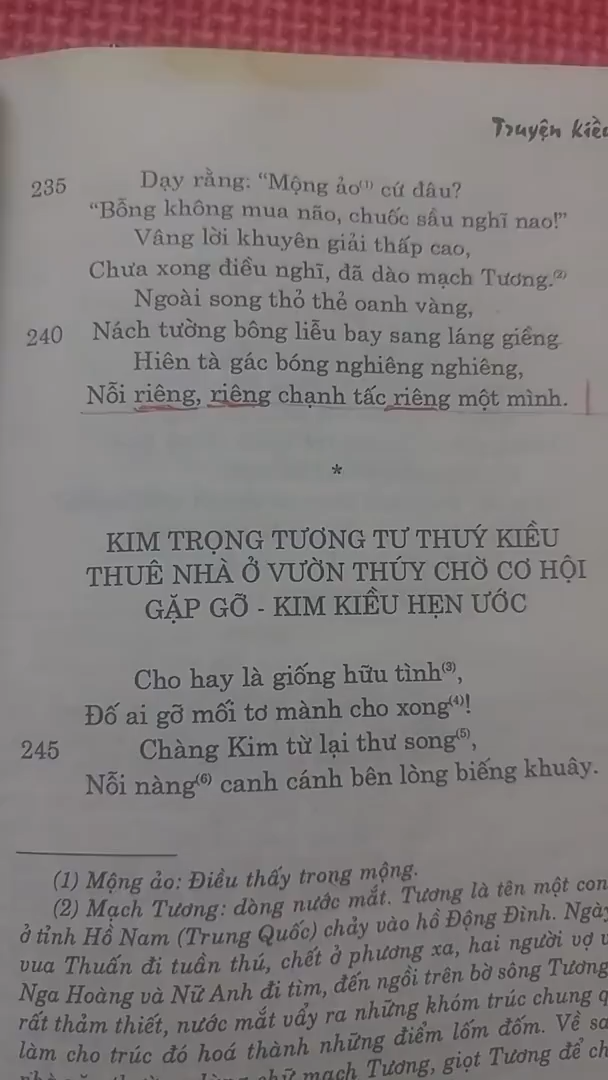 Truyện kiều
235 Dạy rằng: “Mộng ảo(1) cứ đâu?
“Bỗng không mua não, chuốc sầu nghĩ nao!”
Vâng lời khuyên giải thấp cao,
Chưa xong điều nghĩ, đã dào mạch Tương.(2)
Ngoài song thỏ thẻ oanh vàng,
240 Nách tường bông liễu bay sang láng giềng
Hiên tà gác bóng nghiêng nghiêng,
Nỗi riêng, riêng chạnh tấc riêng một mình.
*
KIM TRỌNG TƯƠNG TƯ THUÝ KIỀU
THUÊ NHÀ Ở VƯỜN THÚY CHỜ CƠ HỘI
GẶP GỠ - KIM KIỀU HẸN ƯỚC
Cho hay là giống hữu tình(3),
Đố ai gỡ mối tơ mành cho xong(4)!
245 Chàng Kim từ lại thư song(5),
Nỗi nàng(6) canh cánh bên lòng biếng khuây.
(1) Mộng ảo: Điều thấy trong mộng.
(2) Mạch Tương: dòng nước mắt. Tương là tên một con
ở tỉnh Hồ Nam (Trung Quốc) chảy vào hồ Động Đình. Ngày
vua Thuấn đi tuần thú, chết ở phương xa, hai người vợ
Nga Hoàng và Nữ Anh đi tìm, đến ngồi trên bờ sông Tương
rất thảm thiết, nước mắt vẩy ra những khóm trúc chung
làm cho trúc đó hoá thành những điểm lốm đốm. Về
chữ mạch Tương, giọt Tương để